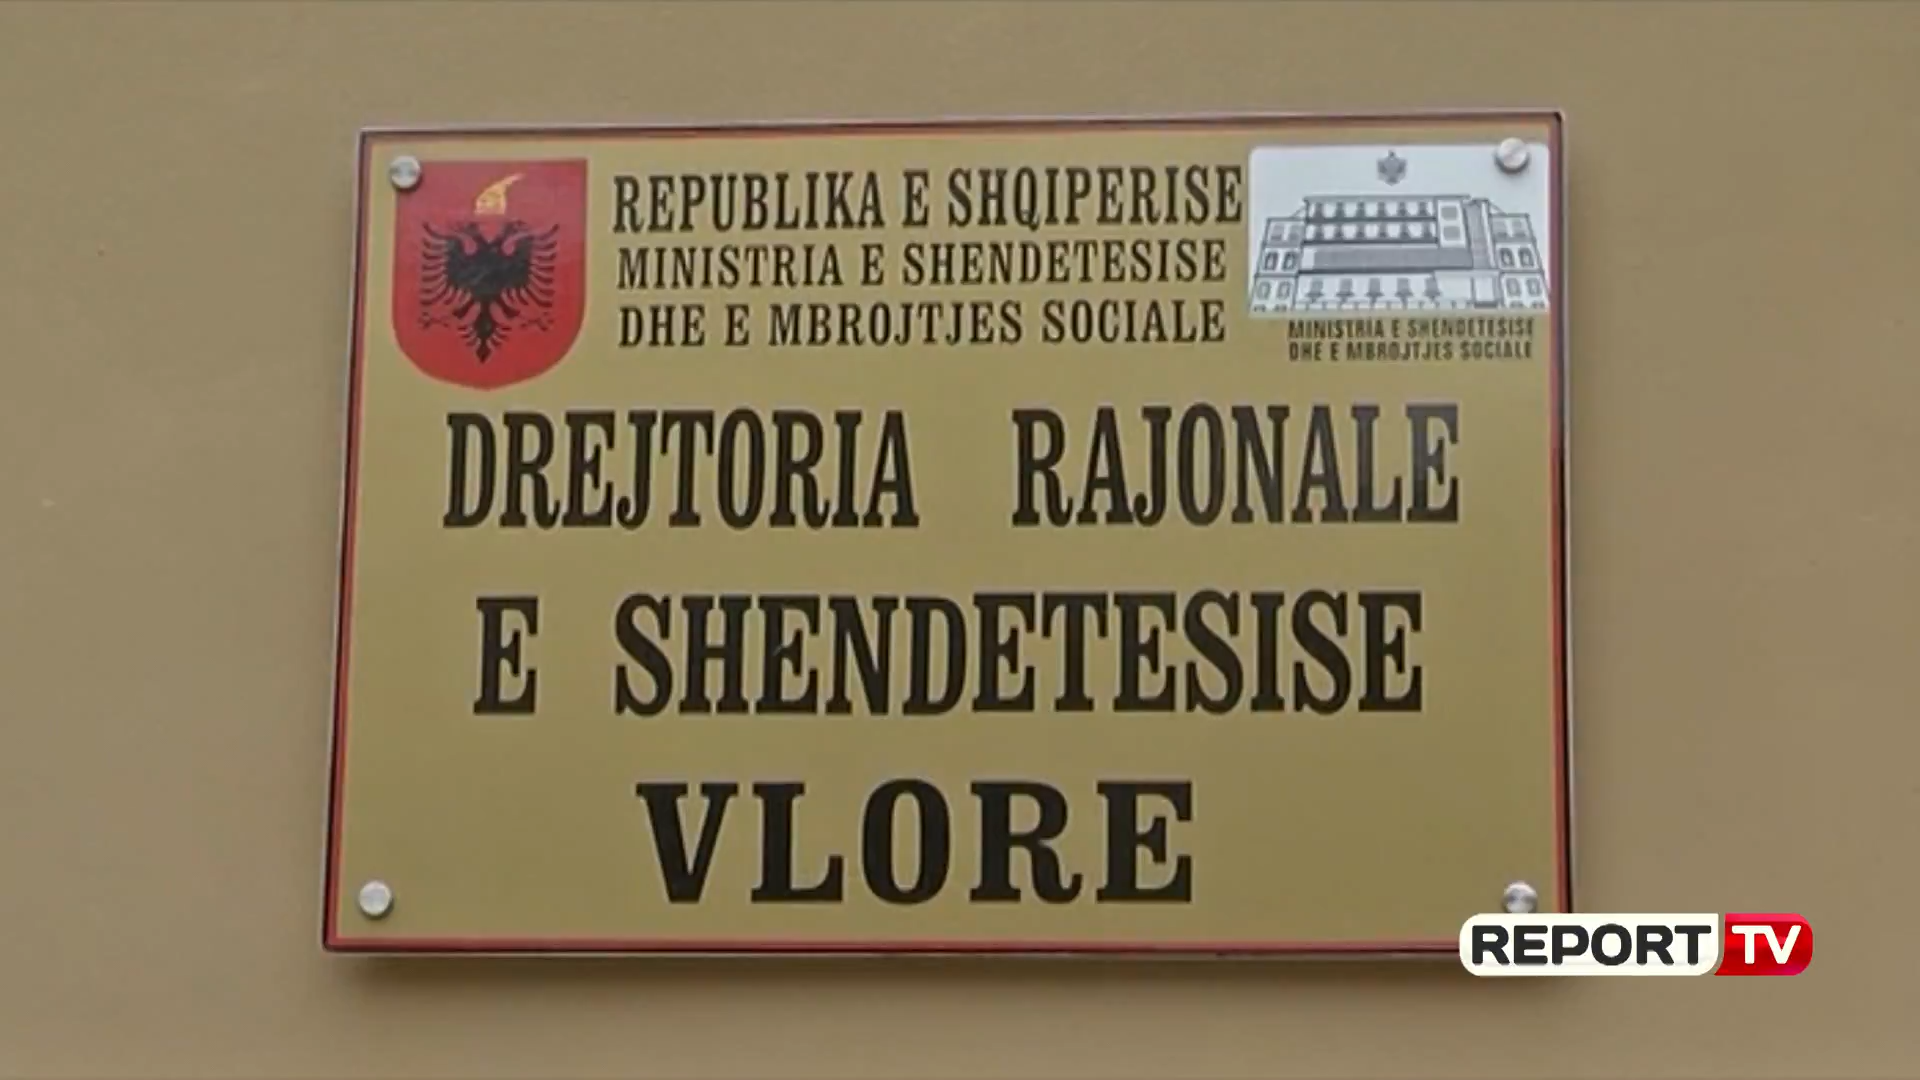 REPUBLIKA E SHQIPERISE
MINISTRIA E SHENDETESISE
DHE E MBROJTJES SOCIALE
MINISTRIA E SHENDETESISE
DHE E MBROJTJES SOCIALE
DREJTORIA RAJONALE
E SHENDETESISE
VLORE
REPORT TV